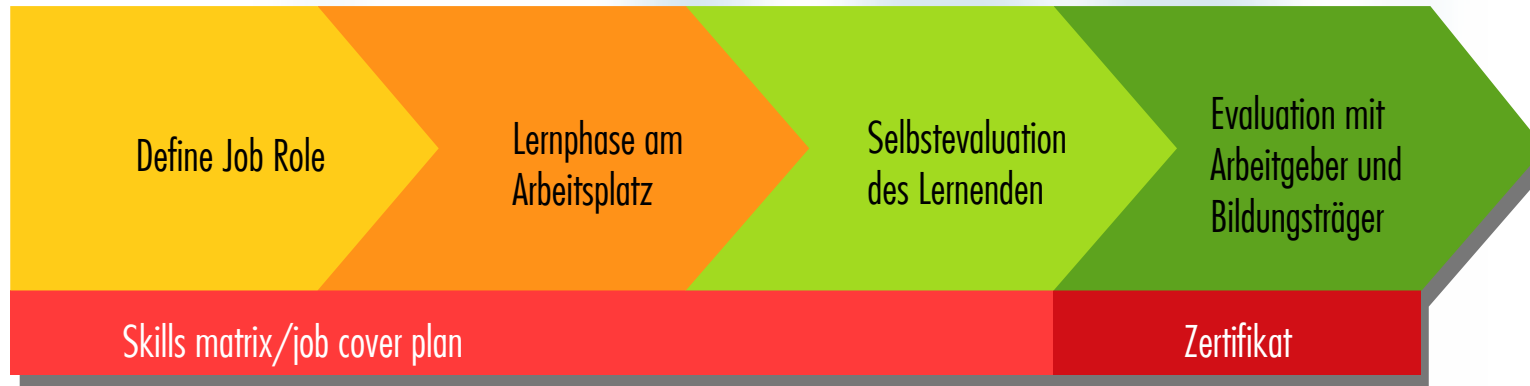 Define Job Role
Lernphase am
Arbeitsplatz
Selbstevaluation
des Lernenden
Evaluation mit
Arbeitgeber und
Bildungsträger
Skills matrix/job cover plan
Zertifikat